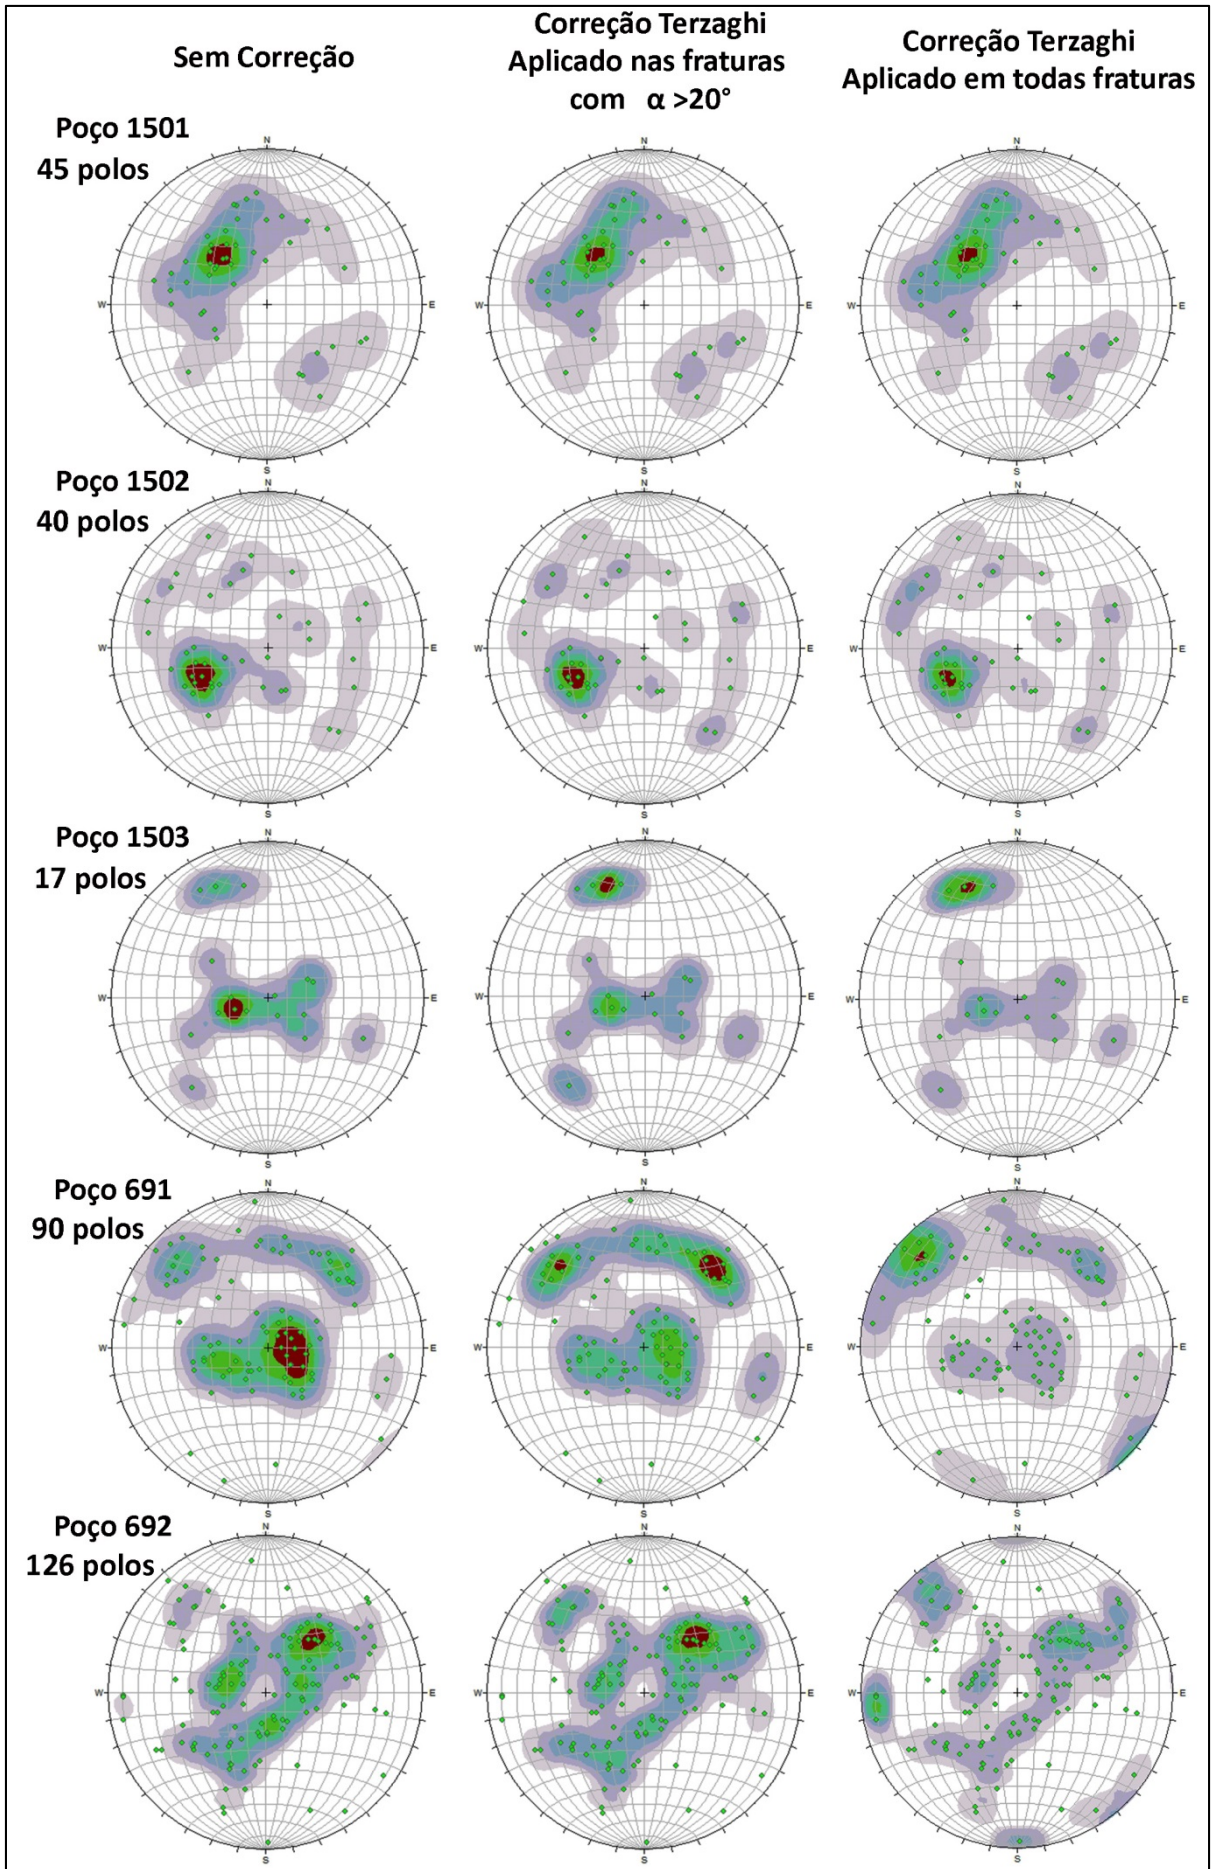 Sem Correção
Correção Terzaghi
Aplicado nas fraturas
com α >20°
Correção Terzaghi
Aplicado em todas fraturas
Poço 1501
45 polos
N
N
N
W
E
W
E
W
E
S
S
S
Poço 1502
40 polos
N
N
N
W
E
W
E
W
E
S
S
S
Poço 1503
17 polos
N
N
N
W
E
W
E
W
E
S
S
S
Poço 691
90 polos
N
N
N
W
E
W
E
W
E
S
S
S
Poço 692
126 polos
N
N
N
W
E
W
E
W
E
S
S
S